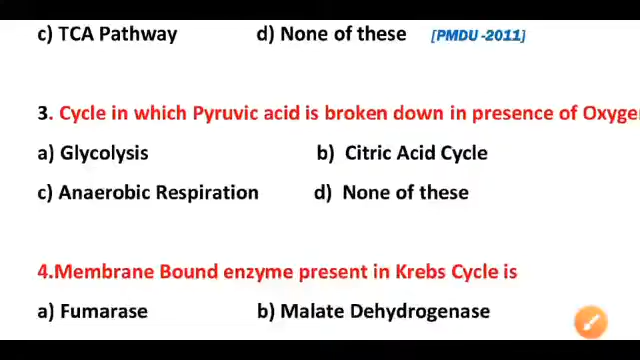 c) TCA Pathway d) None of these [PMDU -2011]
3. Cycle in which Pyruvic acid is broken down in presence of Oxyge
a) Glycolysis b) Citric Acid Cycle
c) Anaerobic Respiration d) None of these
4.Membrane Bound enzyme present in Krebs Cycle is
a) Fumarase b) Malate Dehydrogenase